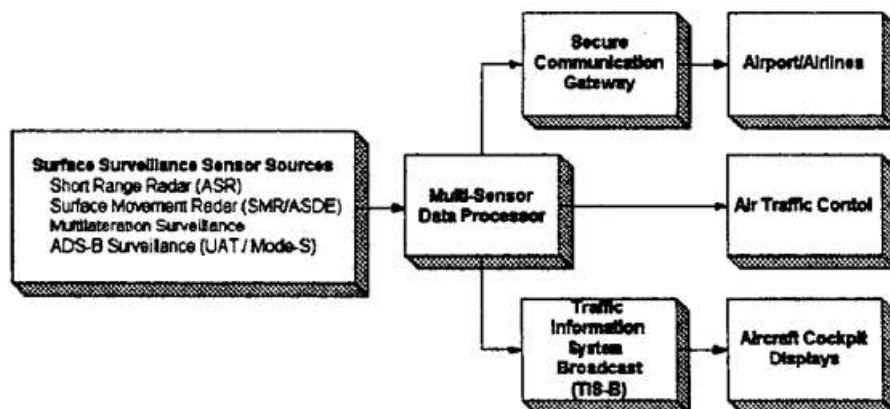 Secure
Communication
Gateway
Airport/Airlines
Surface Surveillance Sensor Sources
Short Range Radar (ASR)
Surface Movement Radar (SMR/ASDE)
Multilateration Surveillance
ADS-B Surveillance (UAT / Mode-S)
Multi-Sensor
Data Processor
Air Traffic Contol
Traffic
Information
System
Broadcast
(TIS-B)
Aircraft Cockpit
Displays